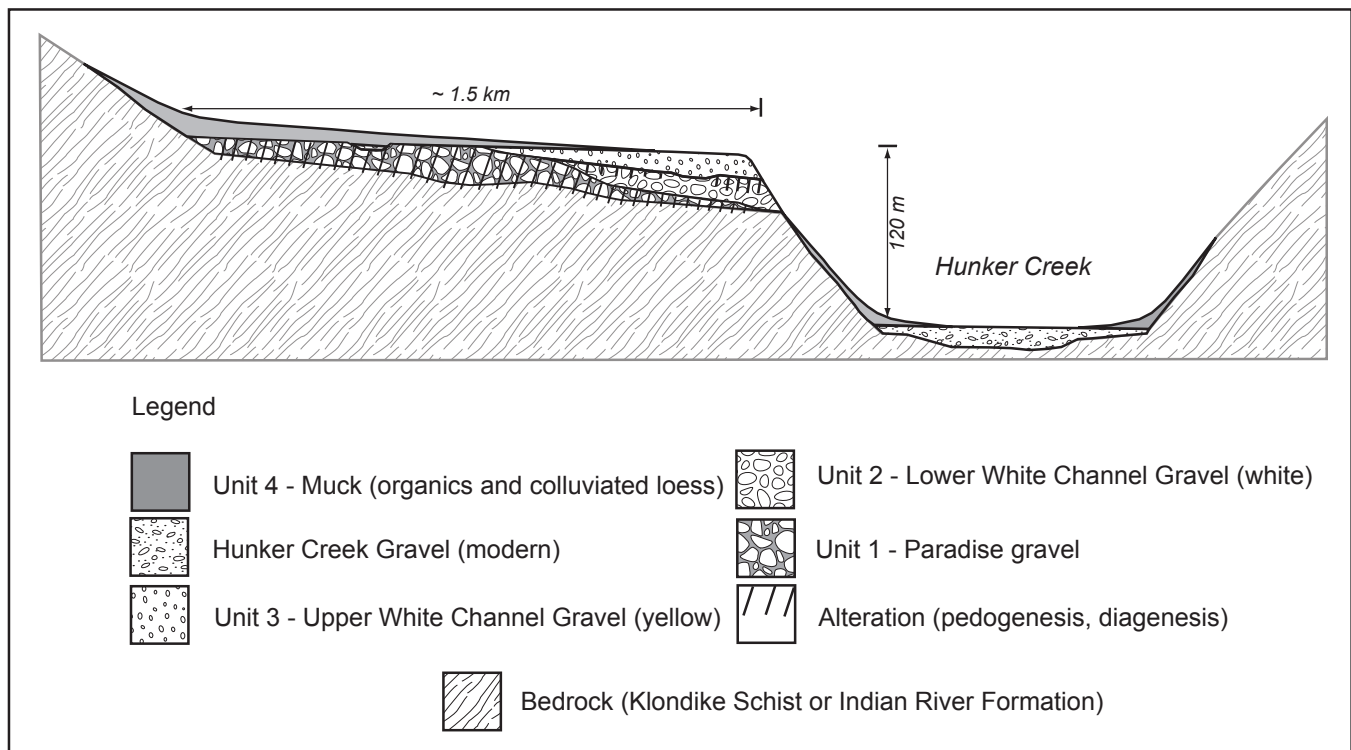 ~ 1.5 km
120 m
Hunker Creek
Legend
Unit 4 - Muck (organics and colluviated loess)
Hunker Creek Gravel (modern)
Unit 3 - Upper White Channel Gravel (yellow)
Unit 2 - Lower White Channel Gravel (white)
Unit 1 - Paradise gravel
Alteration (pedogenesis, diagenesis)
Bedrock (Klondike Schist or Indian River Formation)